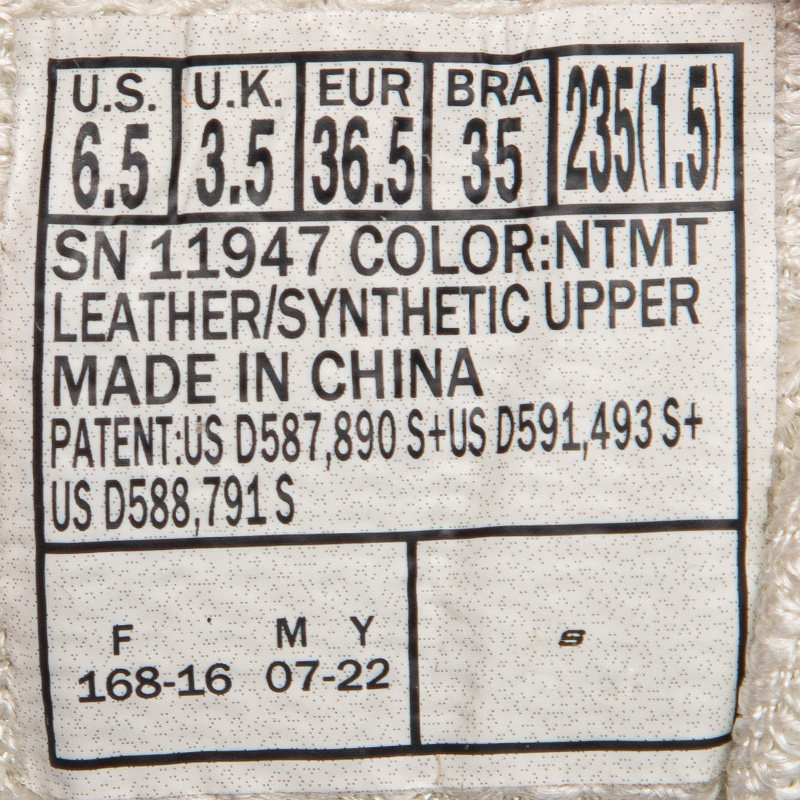 U.S. U.K. EUR BRA 235(1.5)
6.5 3.5 36.5 35
SN 11947 COLOR:NTMT
LEATHER/SYNTHETIC UPPER
MADE IN CHINA
PATENT:US D587,890 S+US D591,493 S+
US D588,791 S
F M Y
168-16 07-22
S